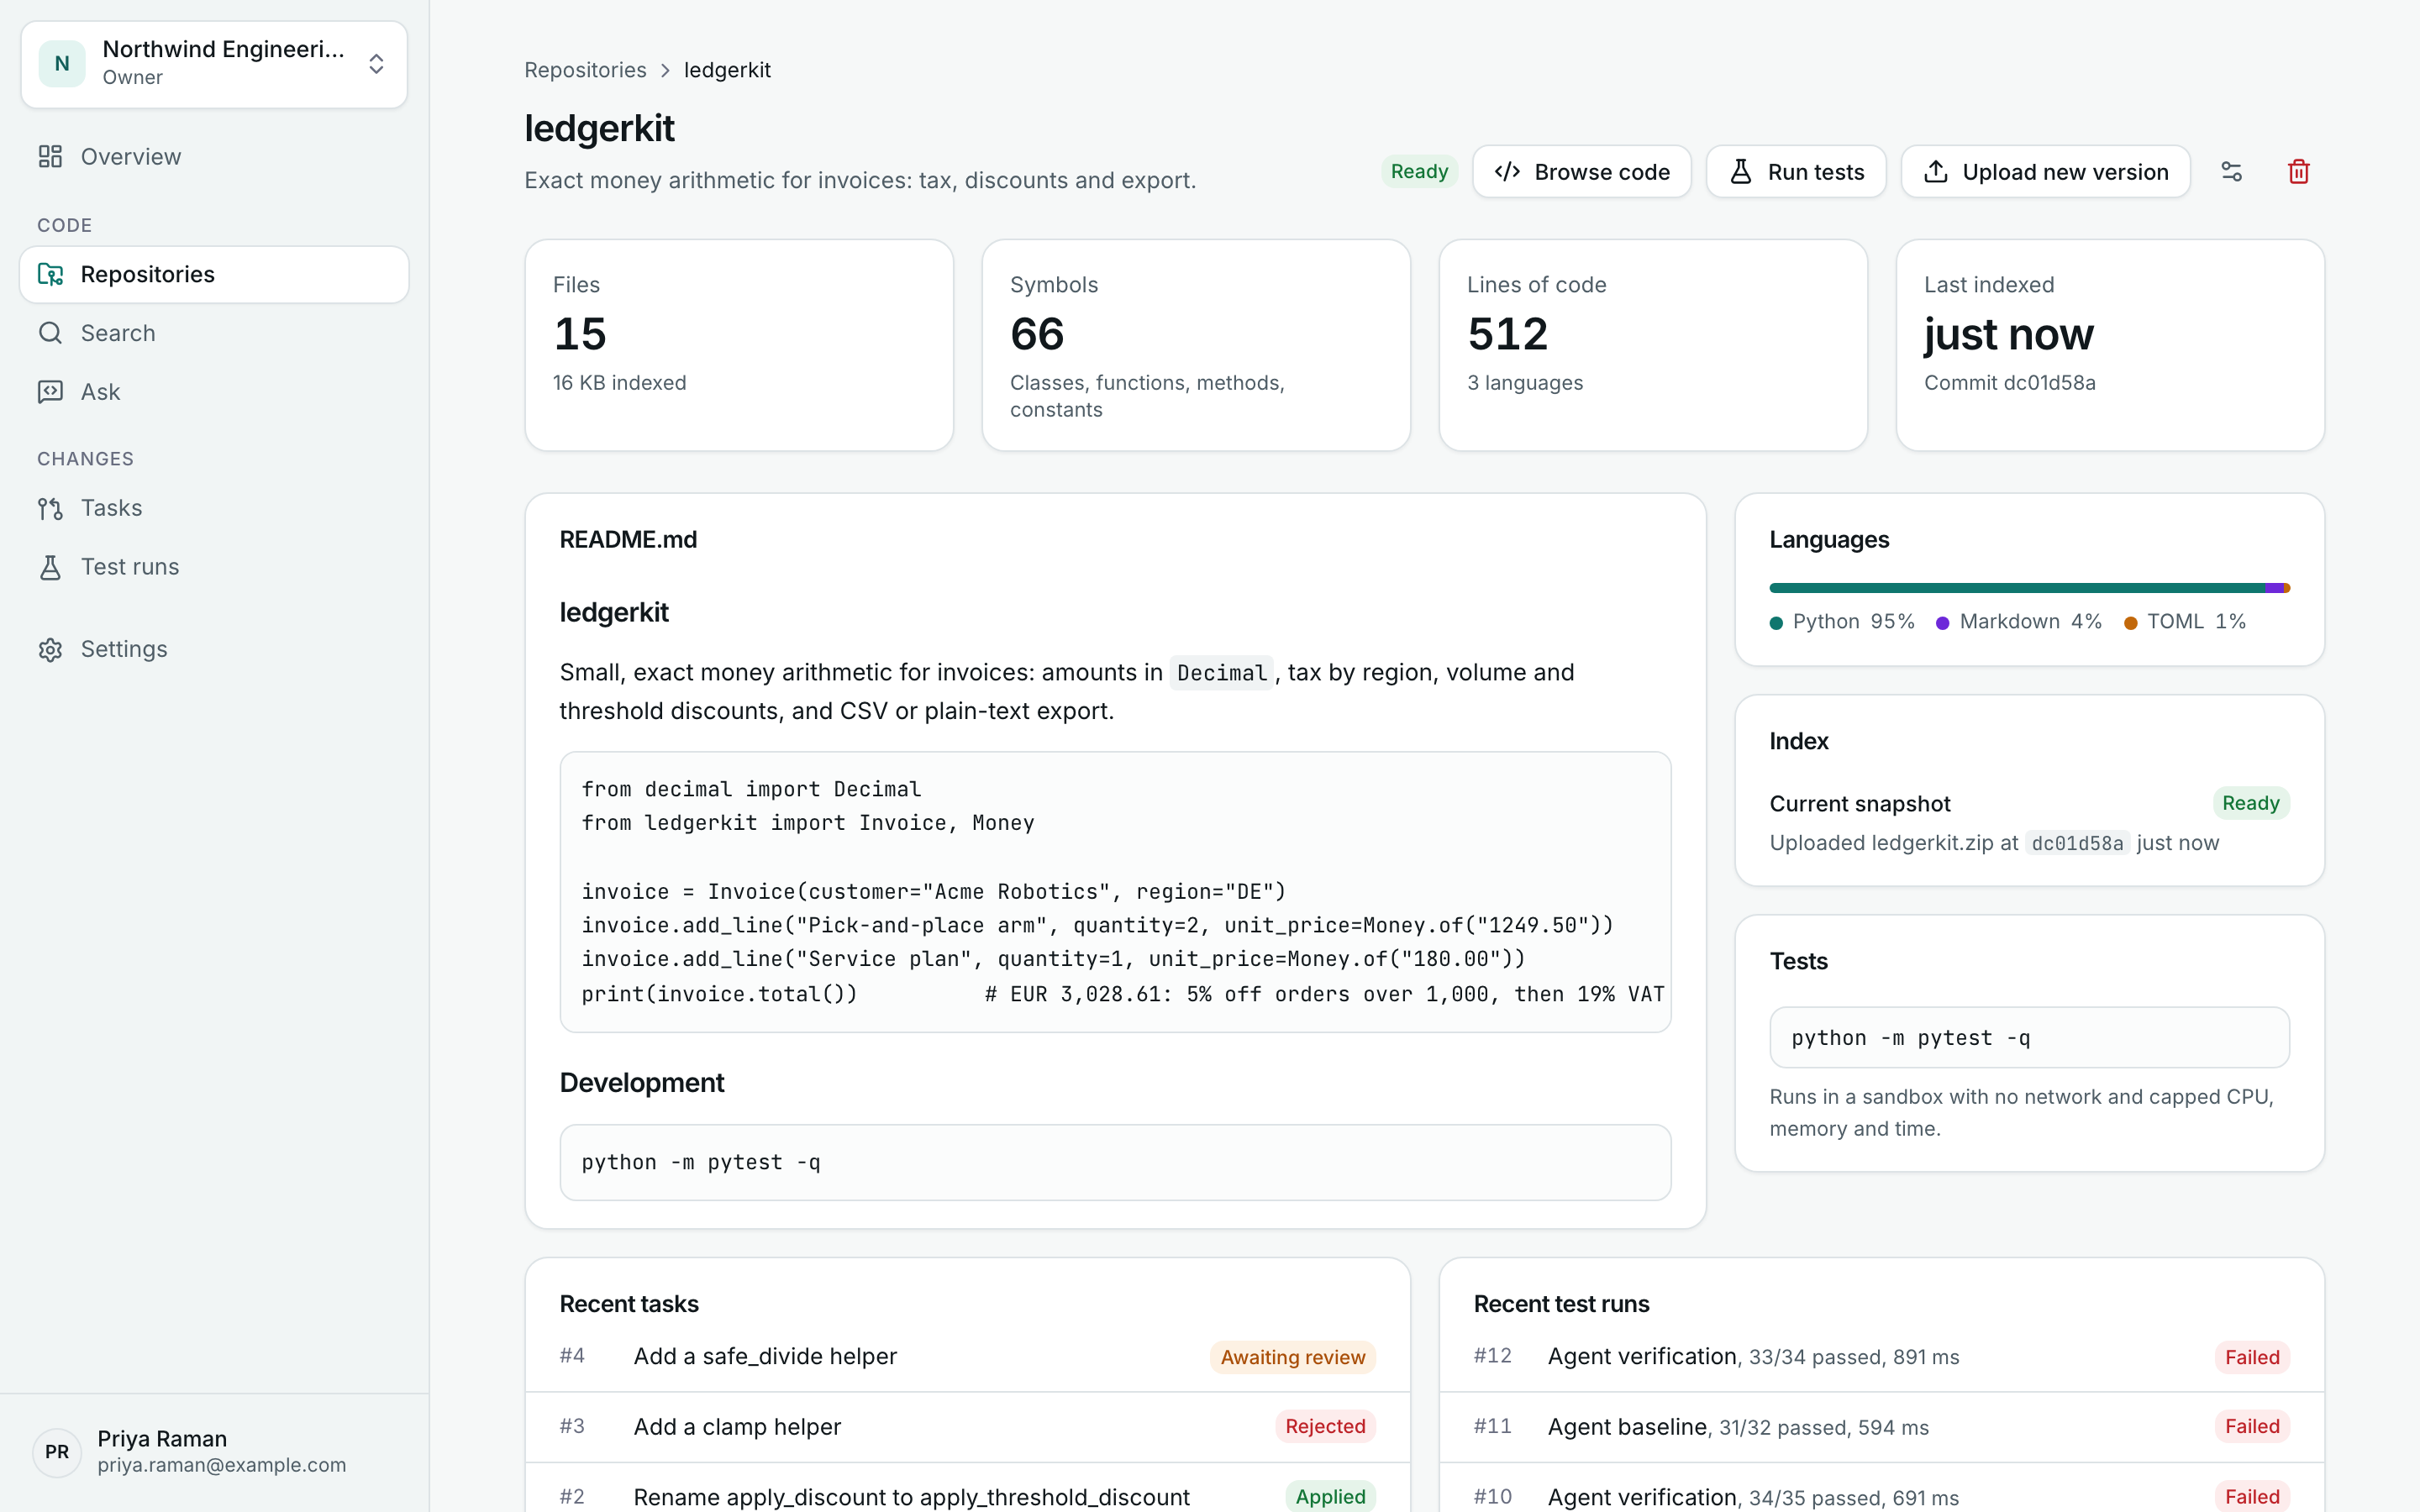 N
Northwind Engineeri...
Owner
Overview
CODE
Repositories
Search
Ask
CHANGES
Tasks
Test runs
Settings
PR
Priya Raman
priya.raman@example.com
Repositories > ledgerkit
ledgerkit
Exact money arithmetic for invoices: tax, discounts and export.
Ready
Browse code
Run tests
Upload new version
Files
15
16 KB indexed
Symbols
66
Classes, functions, methods,
constants
Lines of code
512
3 languages
Last indexed
just now
Commit dc01d58a
README.md
ledgerkit
Small, exact money arithmetic for invoices: amounts in Decimal, tax by region, volume and
threshold discounts, and CSV or plain-text export.
from decimal import Decimal
from ledgerkit import Invoice, Money
invoice = Invoice(customer="Acme Robotics", region="DE")
invoice.add_line("Pick-and-place arm", quantity=2, unit_price=Money.of("1249.50"))
invoice.add_line("Service plan", quantity=1, unit_price=Money.of("180.00"))
print(invoice.total())          # EUR 3,028.61: 5% off orders over 1,000, then 19% VAT
Development
python -m pytest -q
Languages
Python 95% Markdown 4% TOML 1%
Index
Current snapshot
Ready
Uploaded ledgerkit.zip at dc01d58a just now
Tests
python -m pytest -q
Runs in a sandbox with no network and capped CPU,
memory and time.
Recent tasks
#4 Add a safe_divide helper Awaiting review
#3 Add a clamp helper Rejected
#2 Rename apply_discount to apply_threshold_discount Applied
Recent test runs
#12 Agent verification, 33/34 passed, 891 ms Failed
#11 Agent baseline, 31/32 passed, 594 ms Failed
#10 Agent verification, 34/35 passed, 691 ms Failed